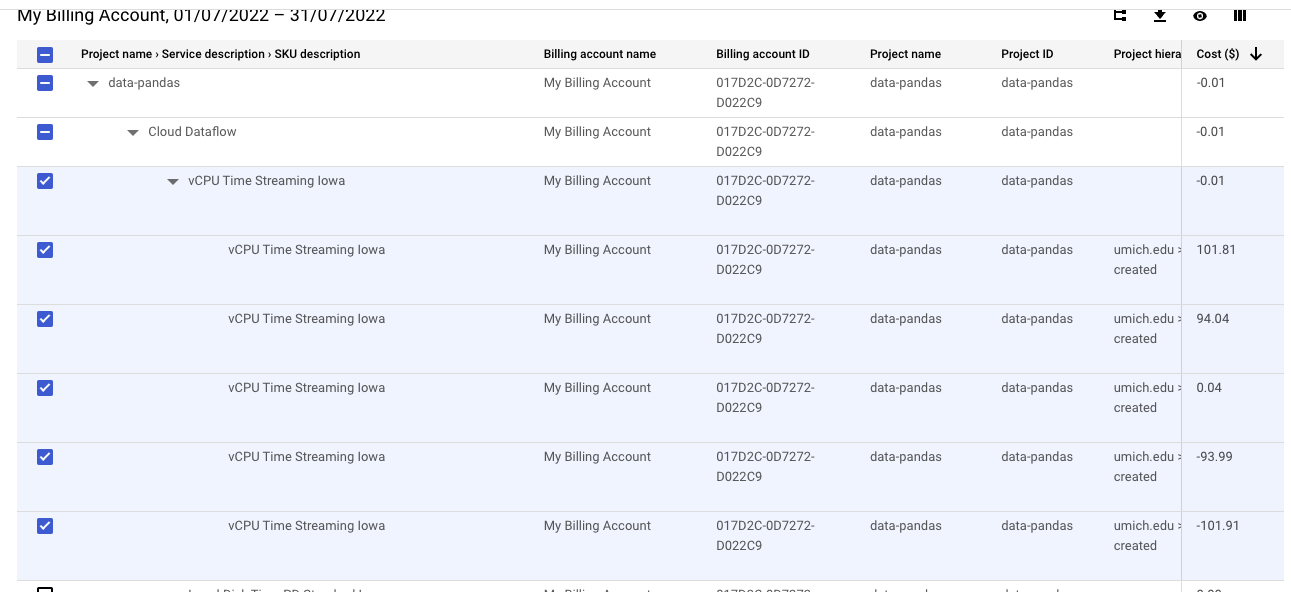 My Billing Account, 01/07/2022 – 31/07/2022
Project name › Service description › SKU description Billing account name Billing account ID Project name Project ID Project hiera Cost ($)
data-pandas My Billing Account 017D2C-0D7272- data-pandas data-pandas -0.01
D022C9
Cloud Dataflow My Billing Account 017D2C-0D7272- data-pandas data-pandas -0.01
D022C9
vCPU Time Streaming Iowa My Billing Account 017D2C-0D7272- data-pandas data-pandas -0.01
D022C9
vCPU Time Streaming Iowa My Billing Account 017D2C-0D7272- data-pandas data-pandas umich.edu > 101.81
D022C9 created
vCPU Time Streaming Iowa My Billing Account 017D2C-0D7272- data-pandas data-pandas umich.edu > 94.04
D022C9 created
vCPU Time Streaming Iowa My Billing Account 017D2C-0D7272- data-pandas data-pandas umich.edu > 0.04
D022C9 created
vCPU Time Streaming Iowa My Billing Account 017D2C-0D7272- data-pandas data-pandas umich.edu > -93.99
D022C9 created
vCPU Time Streaming Iowa My Billing Account 017D2C-0D7272- data-pandas data-pandas umich.edu > -101.91
D022C9 created